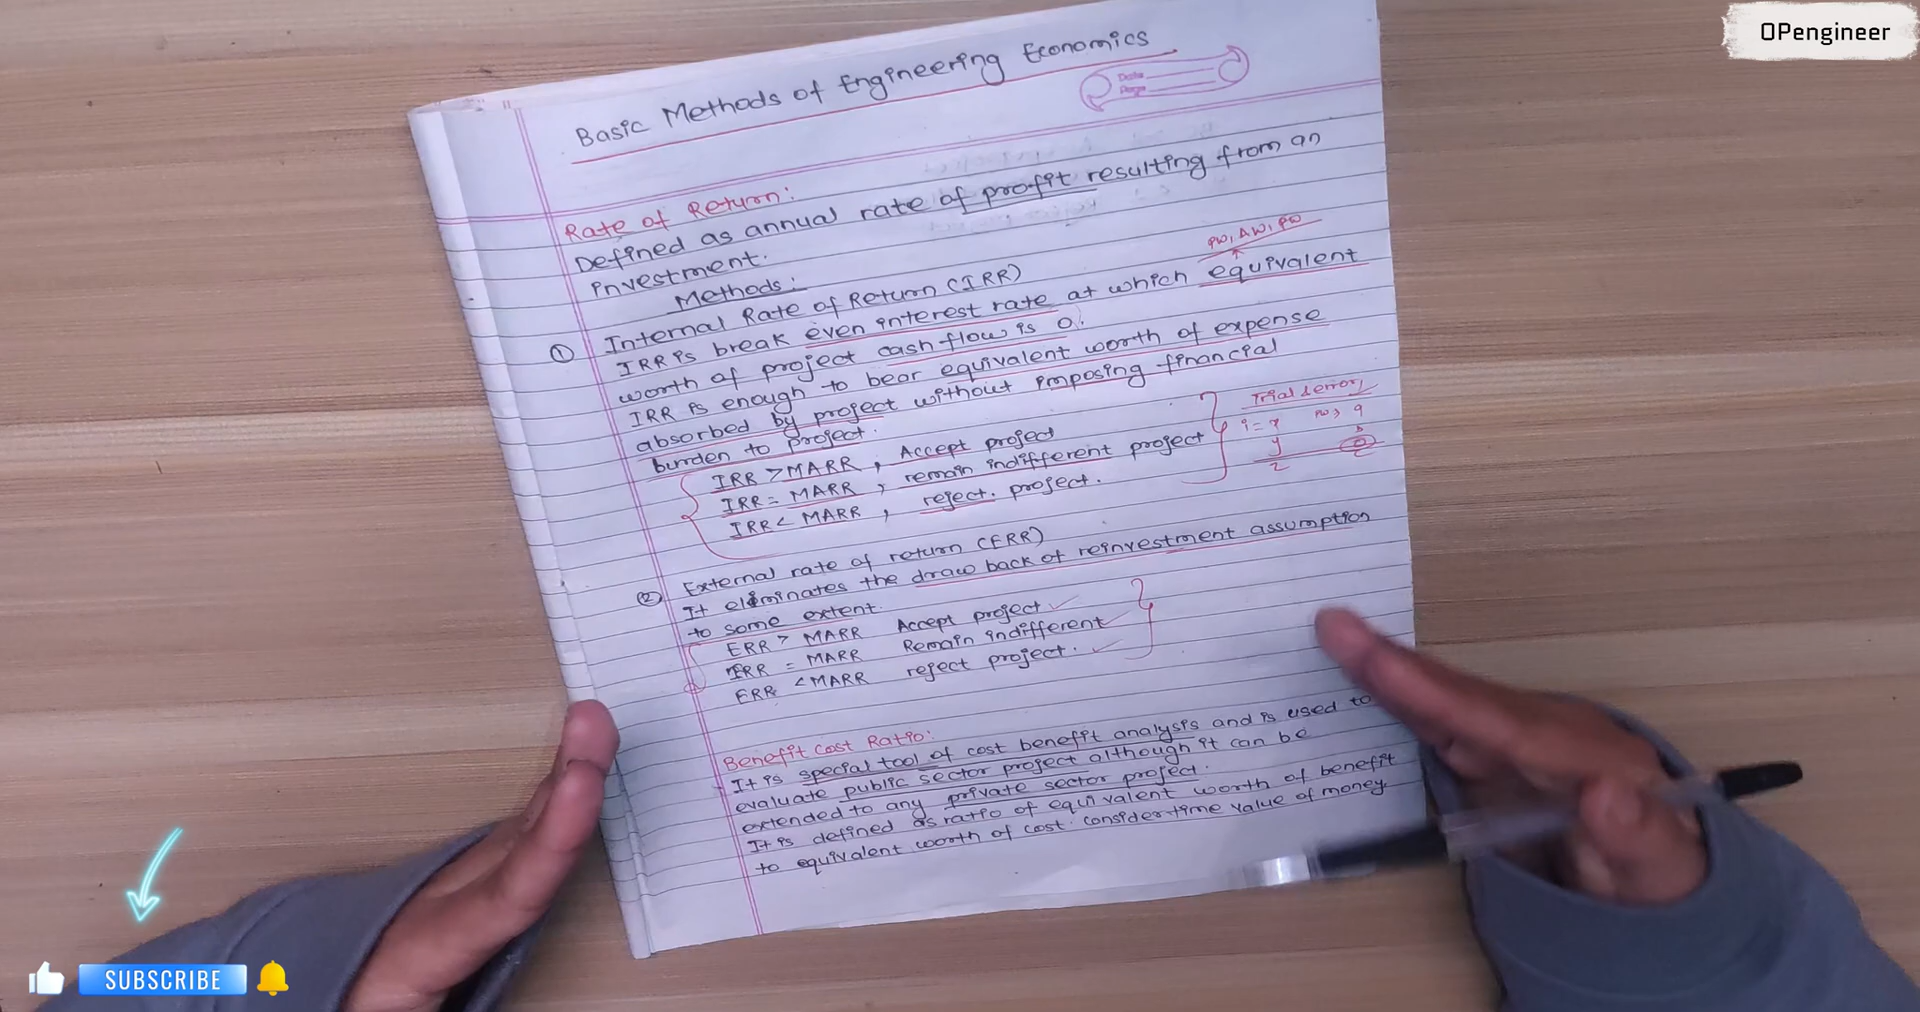 OPengineer
Basic Methods of Engineering Economics
Date
Page
Rate of Return:
Defined as annual rate of profit resulting from an
investment.
Methods:
PW, AW, FW
① Internal Rate of Return (IRR)
IRR is break even interest rate at which equivalent
worth of project cash flow is 0.
IRR is enough to bear equivalent worth of expense
absorbed by project without imposing financial
burden to project.
IRR > MARR , Accept project
IRR = MARR , remain indifferent project
IRR < MARR , reject project.
Trial & error
i = x
y
z
② External rate of return (ERR)
It eliminates the draw back of reinvestment assumption
to some extent.
ERR > MARR Accept project
ERR = MARR Remain indifferent
ERR < MARR reject project.
Benefit Cost Ratio:
It is special tool of cost benefit analysis and is used to
evaluate public sector project although it can be
extended to any private sector project.
It is defined as ratio of equivalent worth of benefit
to equivalent worth of cost. consider time value of money.
SUBSCRIBE